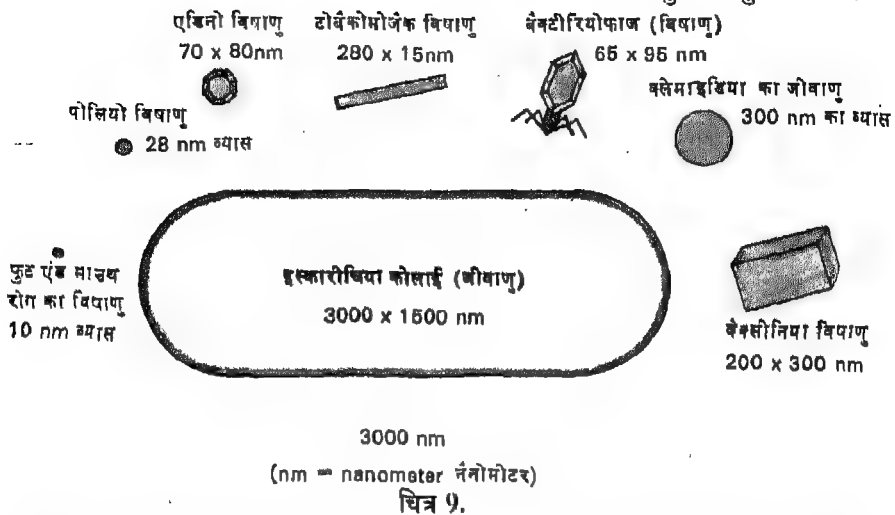 एडिनो विषाणु
70 x 80nm
टोबैकोमोजैक विषाणु
280 x 15nm
बैक्टीरियोफाज (विषाणु)
65 x 95 nm
क्लेमाइडिया का जीवाणु
300 nm का व्यास
पोलियो विषाणु
28 nm व्यास
फुट एंड माउथ
रोग का विषाणु
10 nm व्यास
इस्कारीचिया कोलाई (जीवाणु)
3000 x 1500 nm
वैक्सीनिया विषाणु
200 x 300 nm
3000 nm
(nm = nanometer नैनोमीटर)
चित्र 9.